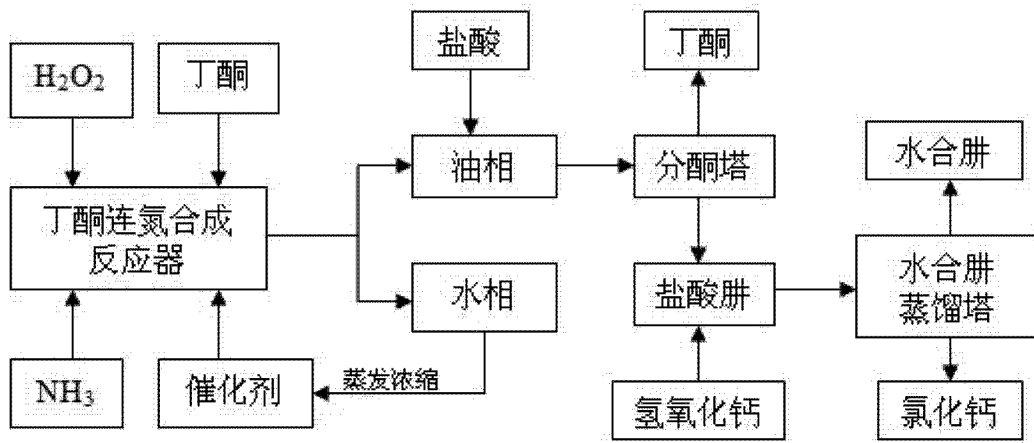 H₂O₂
丁酮
盐酸
丁酮
丁酮连氮合成
反应器
油相
分酮塔
水合肼
水相
盐酸肼
水合肼
蒸馏塔
NH₃
催化剂
蒸发浓缩
氢氧化钙
氯化钙